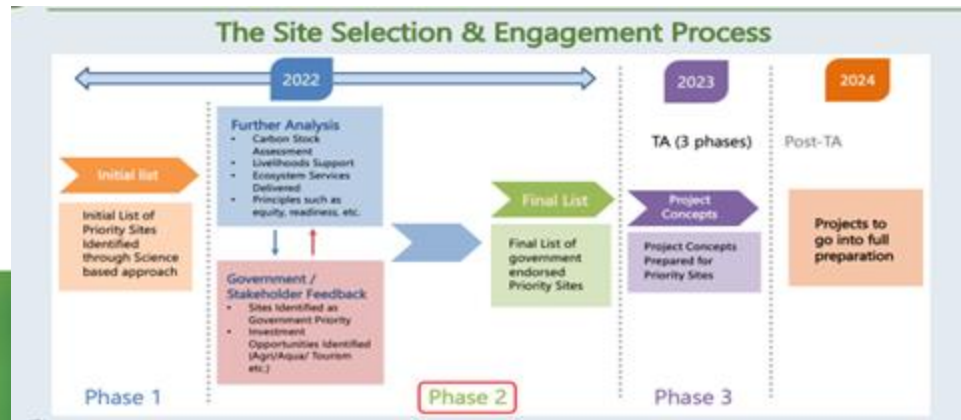 The Site Selection & Engagement Process
2022
2023
2024
Initial list
Initial List of
Priority Sites
Identified
through Science
based approach
Further Analysis
• Carbon Stock
Assessment
• Livelihoods Support
• Ecosystem Services
Delivered
• Principles such as
equity, readiness, etc.
Government /
Stakeholder Feedback
• Sites Identified as
Government Priority
• Investment
Opportunities Identified
(Agri/Aqua/ Tourism
etc.)
Final List
Final List of
government
endorsed
Priority Sites
TA (3 phases)
Project
Concepts
Project Concepts
Prepared for
Priority Sites
Post-TA
Projects to
go into full
preparation
Phase 1
Phase 2
Phase 3